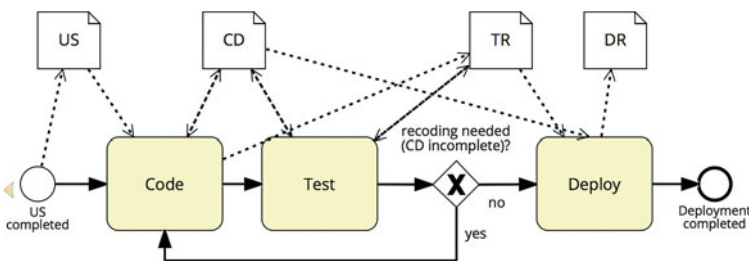 US
CD
TR
DR
recoding needed
(CD incomplete)?
Code
Test
X
Deploy
no
yes
US
completed
Deployment
completed